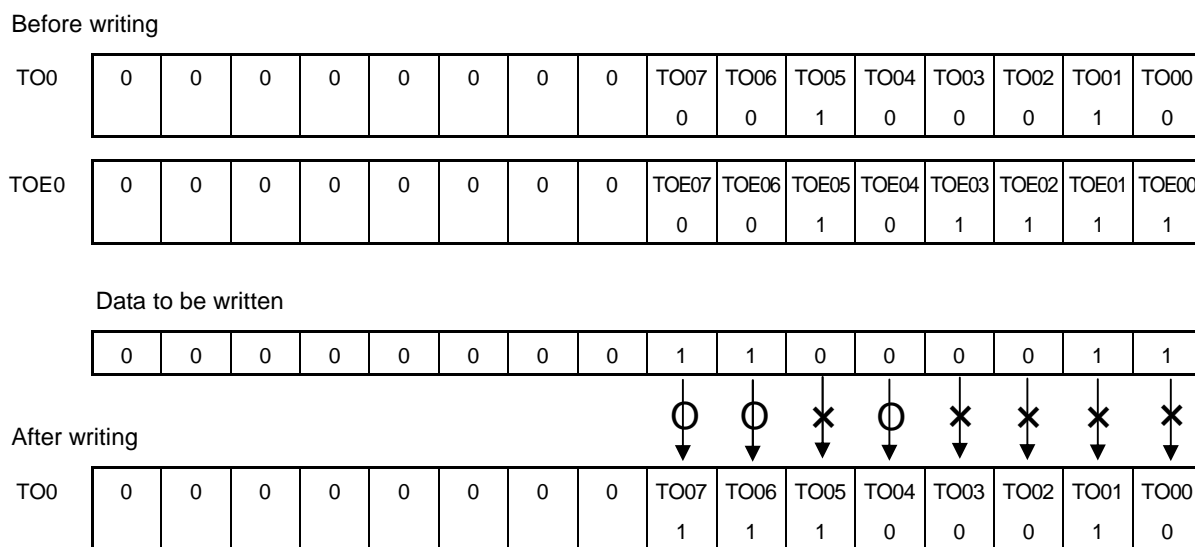 Before writing
TO0 0 0 0 0 0 0 0 0 TO07 TO06 TO05 TO04 TO03 TO02 TO01 TO00
0 0 1 0 0 0 1 0
TOE0 0 0 0 0 0 0 0 0 TOE07 TOE06 TOE05 TOE04 TOE03 TOE02 TOE01 TOE00
0 0 1 0 1 1 1 1
Data to be written
0 0 0 0 0 0 0 0 1 1 0 0 0 0 1 1
O O × O × × × ×
After writing
TO0 0 0 0 0 0 0 0 0 TO07 TO06 TO05 TO04 TO03 TO02 TO01 TO00
1 1 1 0 0 0 1 0